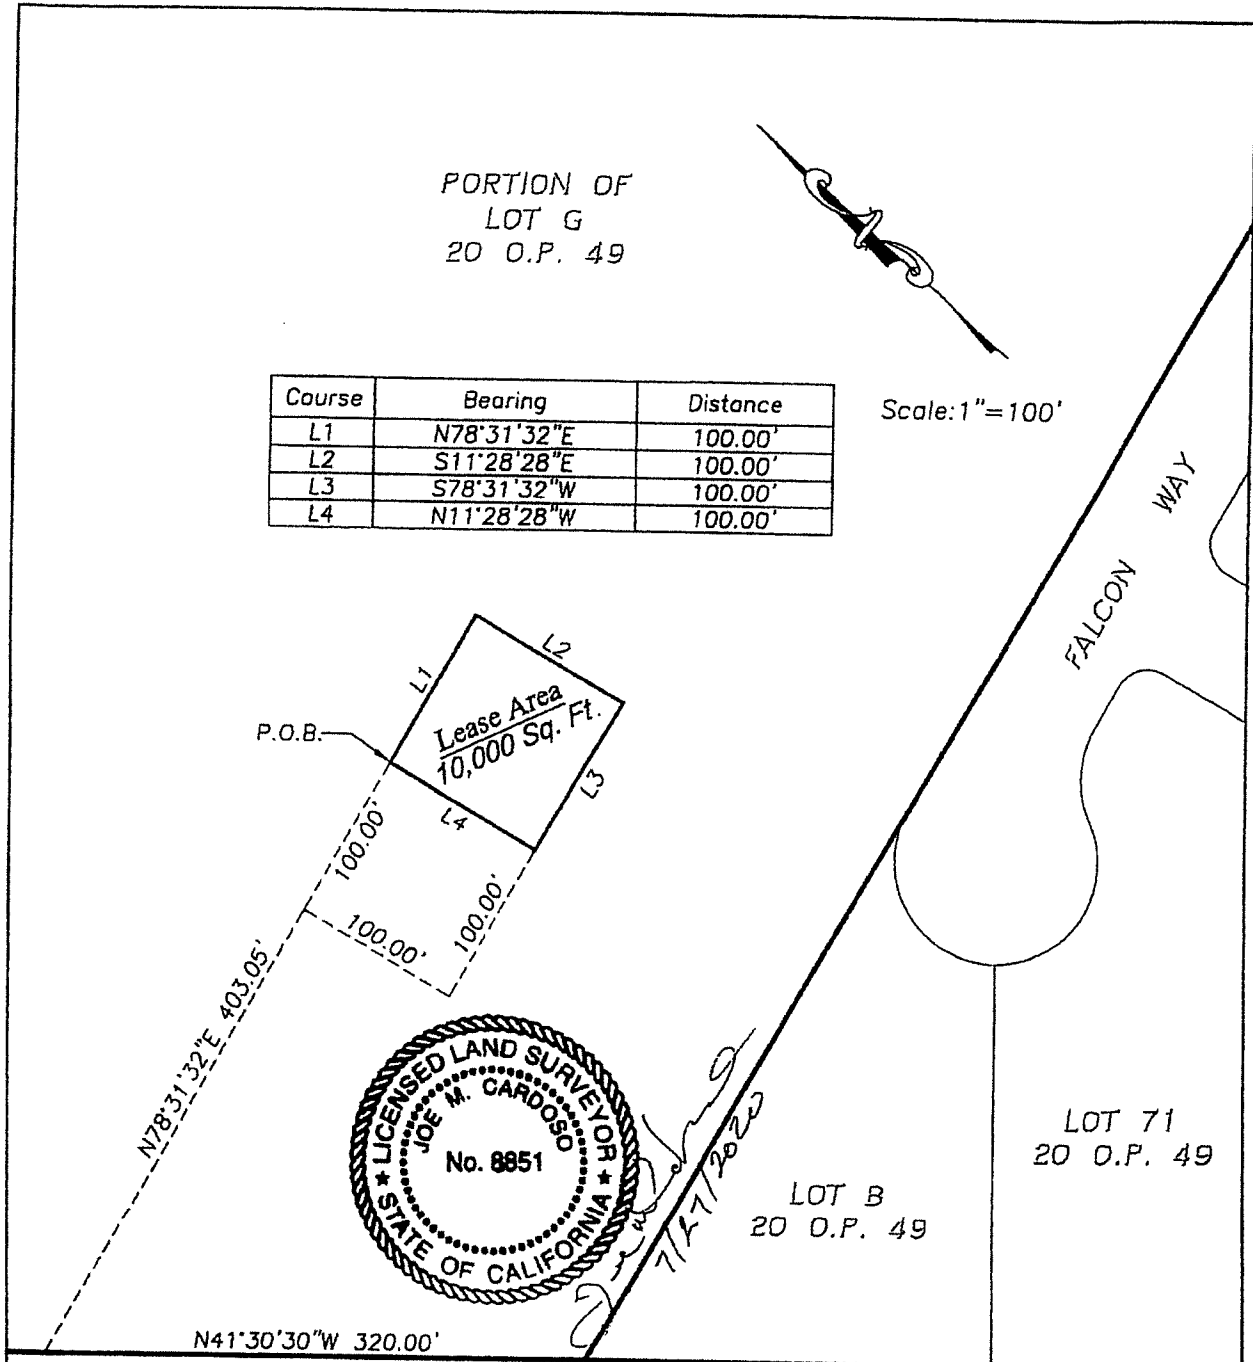 PORTION OF
LOT G
20 O.P. 49
Course Bearing Distance
L1 N78°31'32"E 100.00'
L2 S11°28'28"E 100.00'
L3 S78°31'32"W 100.00'
L4 N11°28'28"W 100.00'
Scale:1"=100'
FALCON WAY
L1
L2
Lease Area
10,000 Sq. Ft.
P.O.B.
L3
L4
100.00'
100.00'
100.00'
N78°31'32"E 403.05'
LICENSED LAND SURVEYOR
JOE M. CARDOSO
No. 8851
STATE OF CALIFORNIA
7/27/2020
LOT 71
20 O.P. 49
LOT B
20 O.P. 49
N41°30'30"W 320.00'